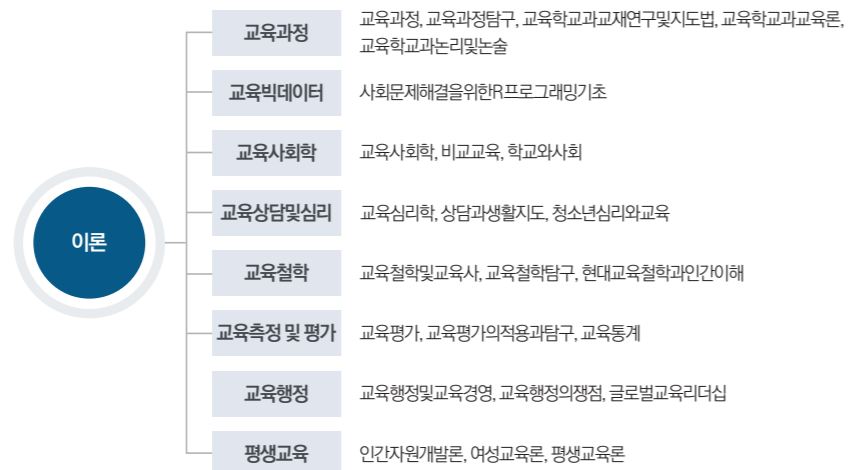 이론
교육과정
교육과정, 교육과정탐구, 교육학교과교재연구및지도법, 교육학교과교육론,
교육학교과논리및논술
교육빅데이터
사회문제해결을위한R프로그래밍기초
교육사회학
교육사회학, 비교교육, 학교와사회
교육상담및심리
교육심리학, 상담과생활지도, 청소년심리와교육
교육철학
교육철학및교육사, 교육철학탐구, 현대교육철학과인간이해
교육측정 및 평가
교육평가, 교육평가의적용과탐구, 교육통계
교육행정
교육행정및교육경영, 교육행정의쟁점, 글로벌교육리더십
평생교육
인간자원개발론, 여성교육론, 평생교육론